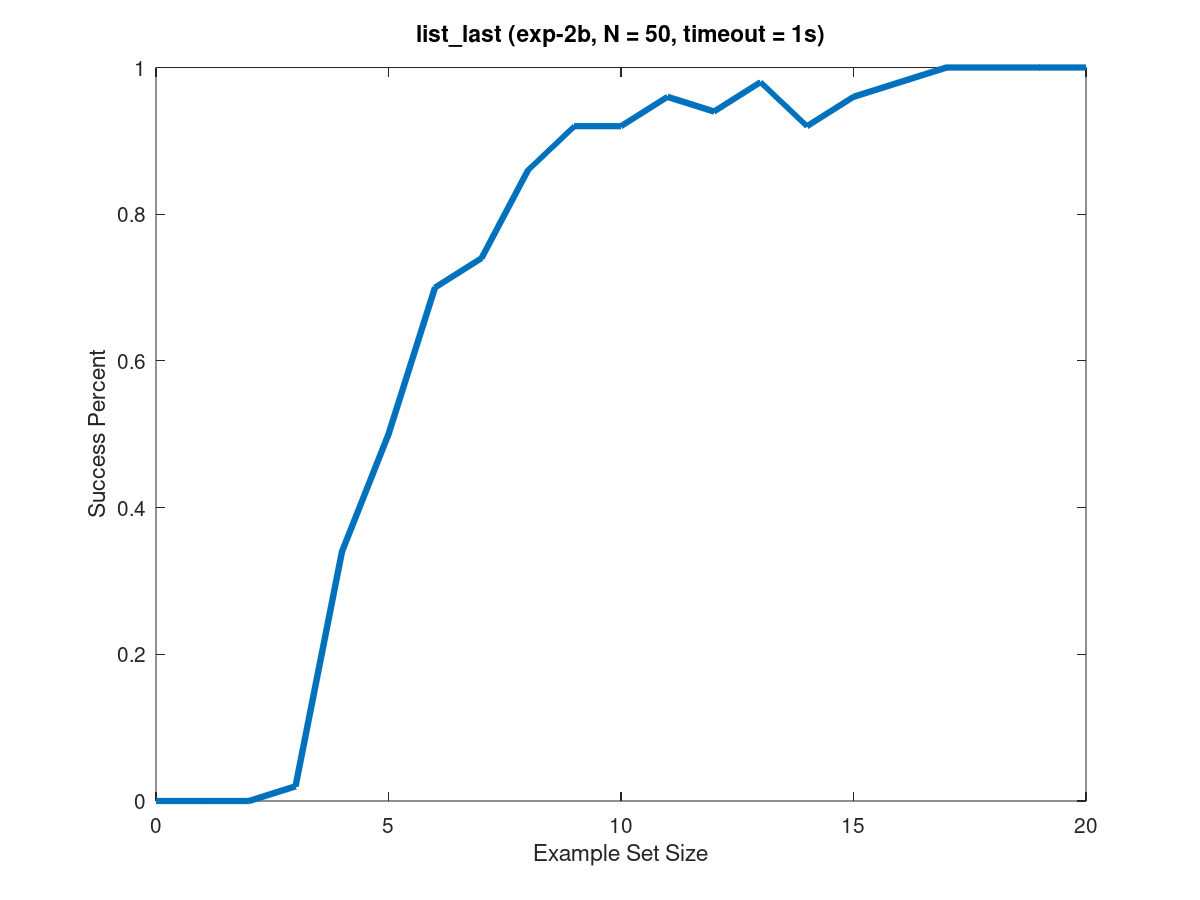 list_last (exp-2b, N = 50, timeout = 1s)
1
0.8
0.6
0.4
0.2
0
Success Percent
0 5 10 15 20
Example Set Size